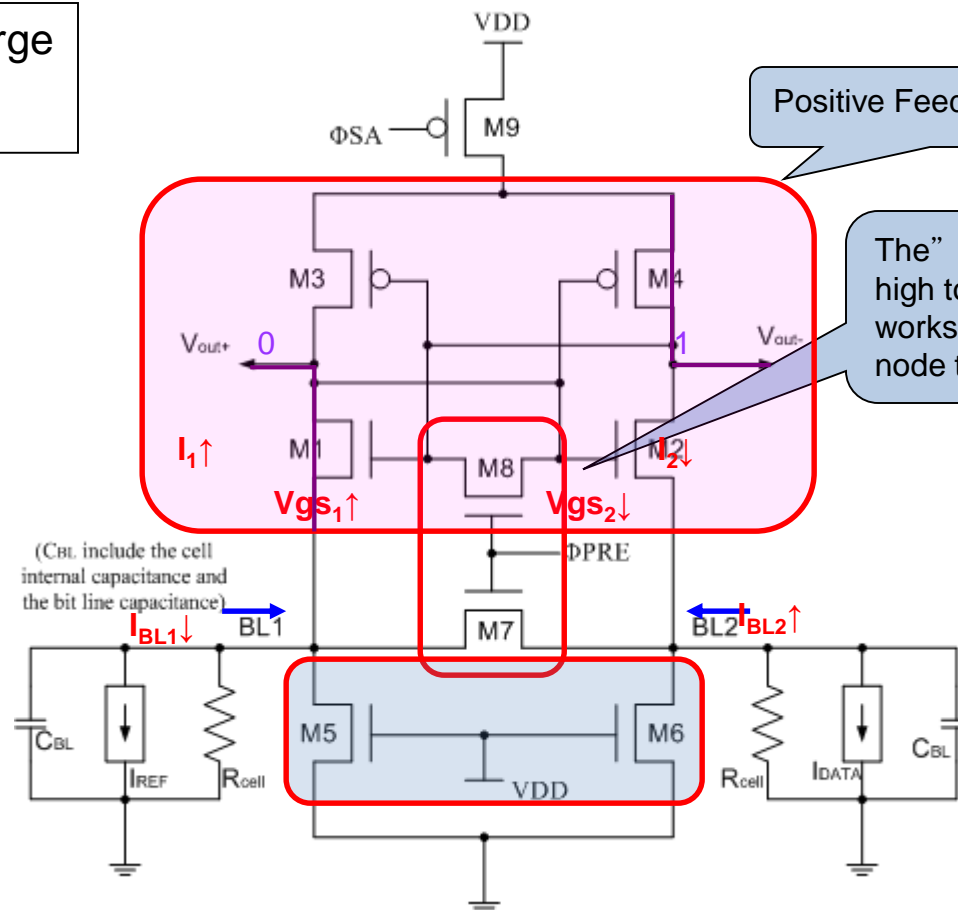 rge
VDD
Positive Feed
ΦSA
M9
The”
high to
works
node t
M3
M4
Vout+
0
1
Vout-
I1↑
M1
M8
I2↓
M2
Vgs1↑
Vgs2↓
ΦPRE
(CBL include the cell
internal capacitance and
the bit line capacitance)
IBL1↓
BL1
M7
BL2
IBL2↑
CBL
IREF
Rcell
M5
VDD
M6
Rcell
IDATA
CBL